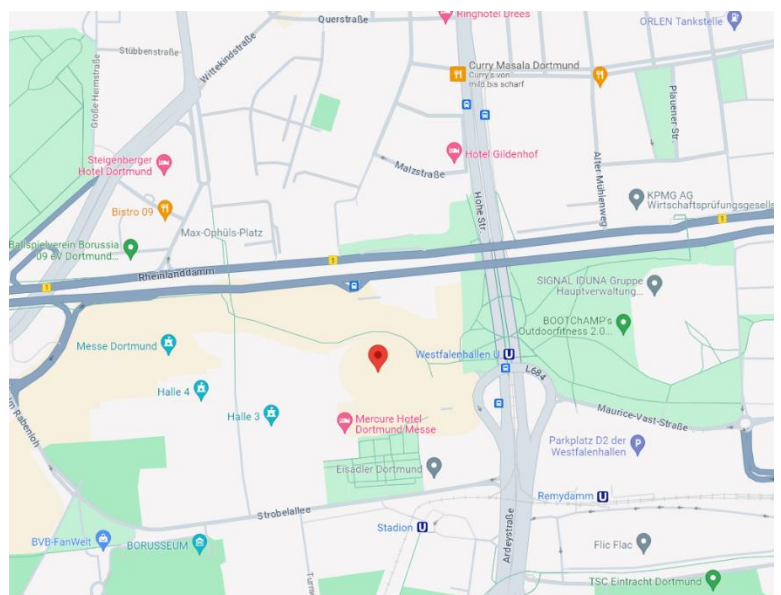 Querstraße
Ringhotel Drees
ORLEN Tankstelle
Stübbenstraße
Wittekindstraße
Große Heimstraße
Curry Masala Dortmund
Curry's von
mild bis scharf
Plauener Str.
Steigenberger
Hotel Dortmund
Malzstraße
Hotel Gildenhof
Alter Mühlenweg
KPMG AG
Wirtschaftsprüfungsgesell
Bistro 09
Hohe Str.
Max-Ophüls-Platz
Ballspielverein Borussia
09 eV Dortmund...
Rheinlanddamm
1
1
1
SIGNAL IDUNA Gruppe
Hauptverwaltung...
BOOTChAMP's
Outdoorfitness 2.0...
Messe Dortmund
Westfalenhallen U
U
L684
Halle 4
Halle 3
Mercure Hotel
Dortmund/Messe
Maurice-Vast-Straße
Parkplatz D2 der
Westfalenhallen
P
m Rabenloh
Eisadler Dortmund
Remydamm
U
Strobelallee
Stadion
U
Ardeystraße
BVB-FanWelt
BORUSSEUM
Turnw
Flic Flac
TSC Eintracht Dortmund